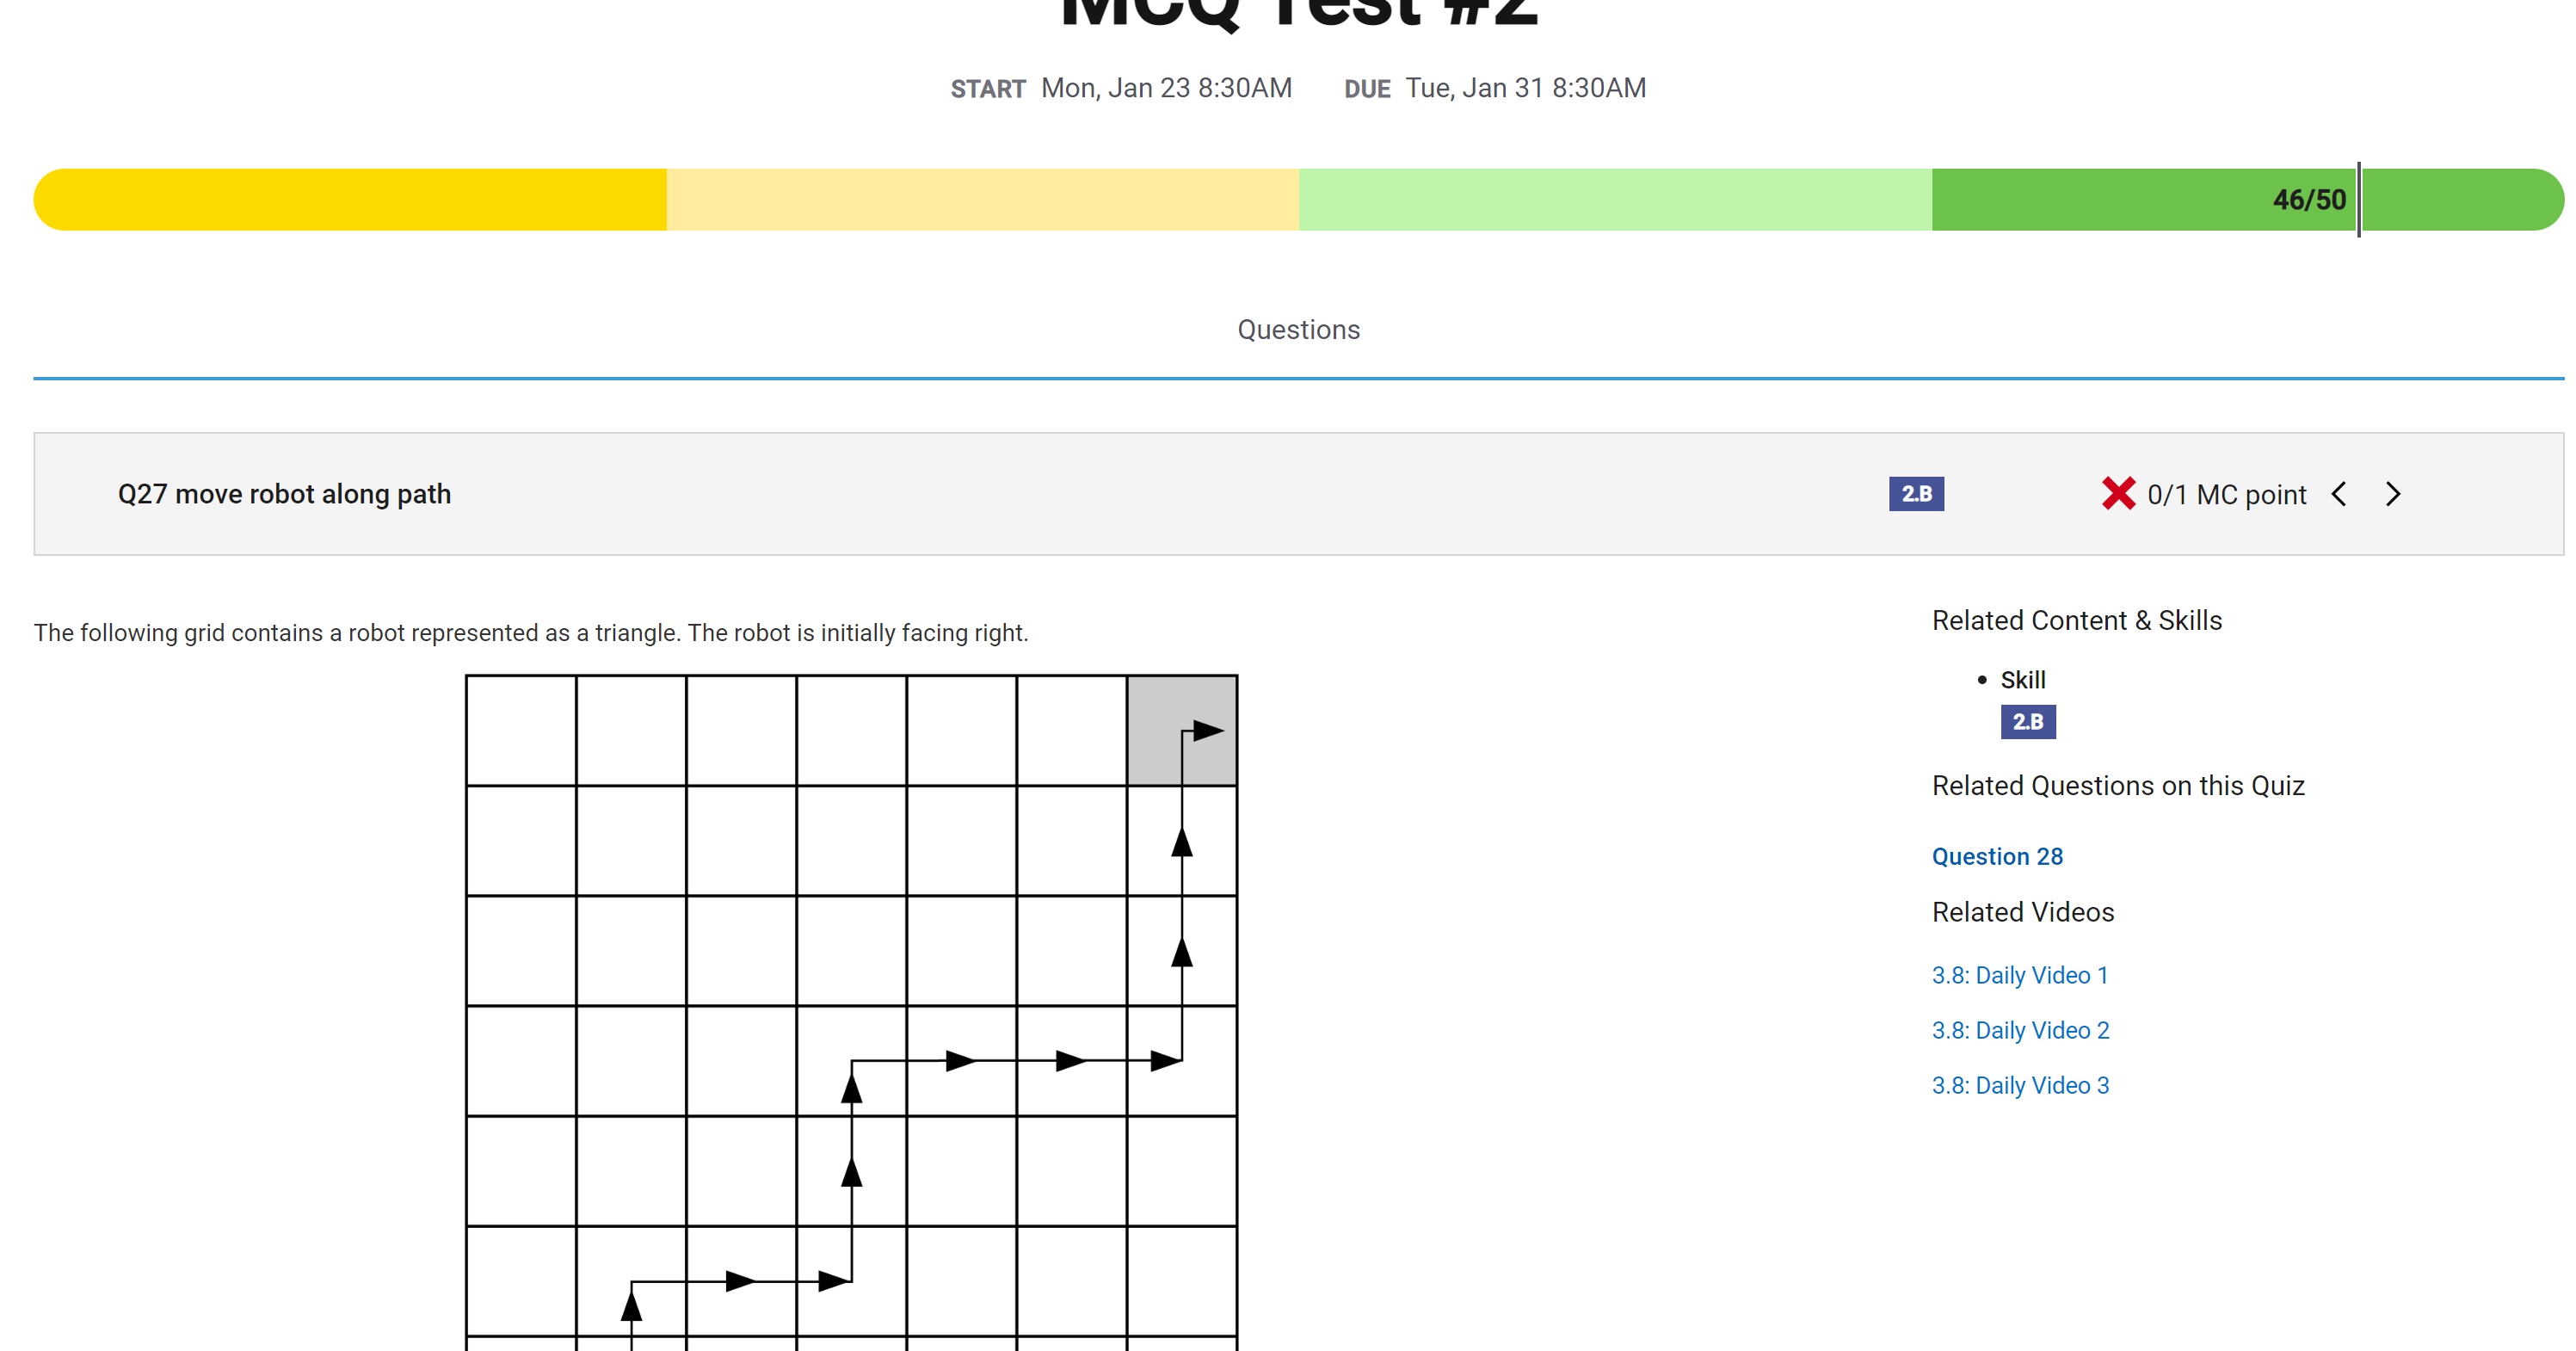 MCQ Test #2
START Mon, Jan 23 8:30AM DUE Tue, Jan 31 8:30AM
46/50
Questions
Q27 move robot along path 2.B 0/1 MC point
The following grid contains a robot represented as a triangle. The robot is initially facing right.
Related Content & Skills
Skill
2.B
Related Questions on this Quiz
Question 28
Related Videos
3.8: Daily Video 1
3.8: Daily Video 2
3.8: Daily Video 3